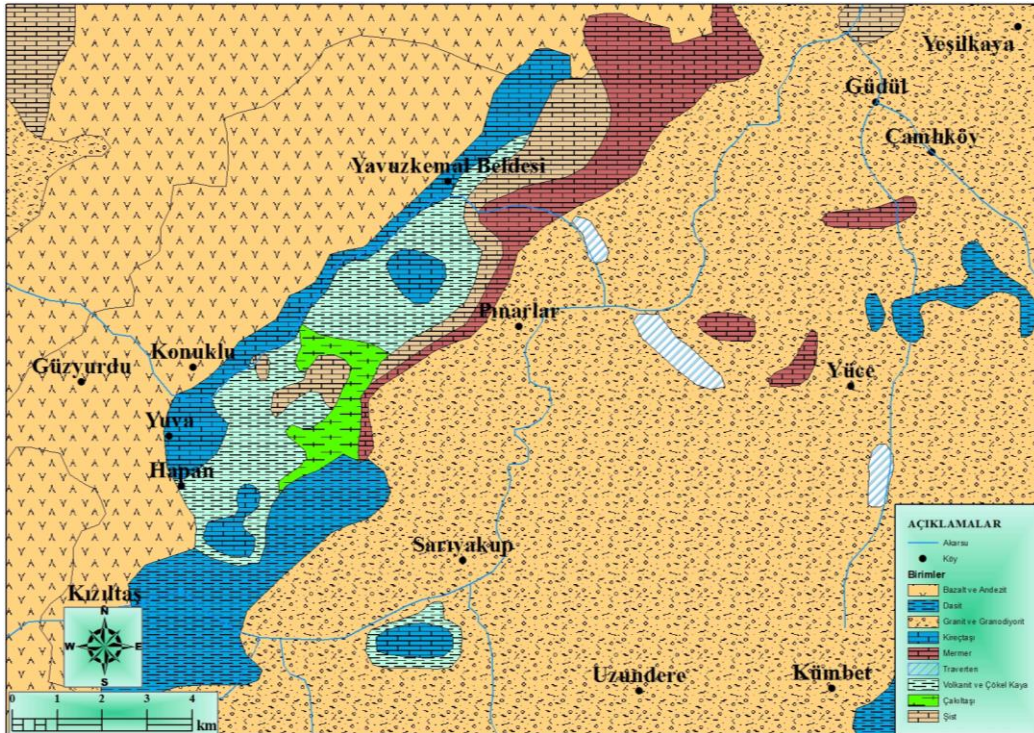 Yeşilkaya
Güdül
Çamlıköy
Yavuzkemal Beldesi
Pınarlar
Konuklu
Güzyurdu
Yüce
Yuva
Hapan
Sarıyakup
Kızıltaş
N
W E
S
0 1 2 4
km
Uzundere
Kümbet
AÇIKLAMALAR
Akarsu
Köy
Birimler
Bazalt ve Andezit
Dasit
Granit ve Granodiyorit
Kireçtaşı
Mermer
Traverten
Volkanit ve Çökel Kaya
Çakıltaşı
Şist